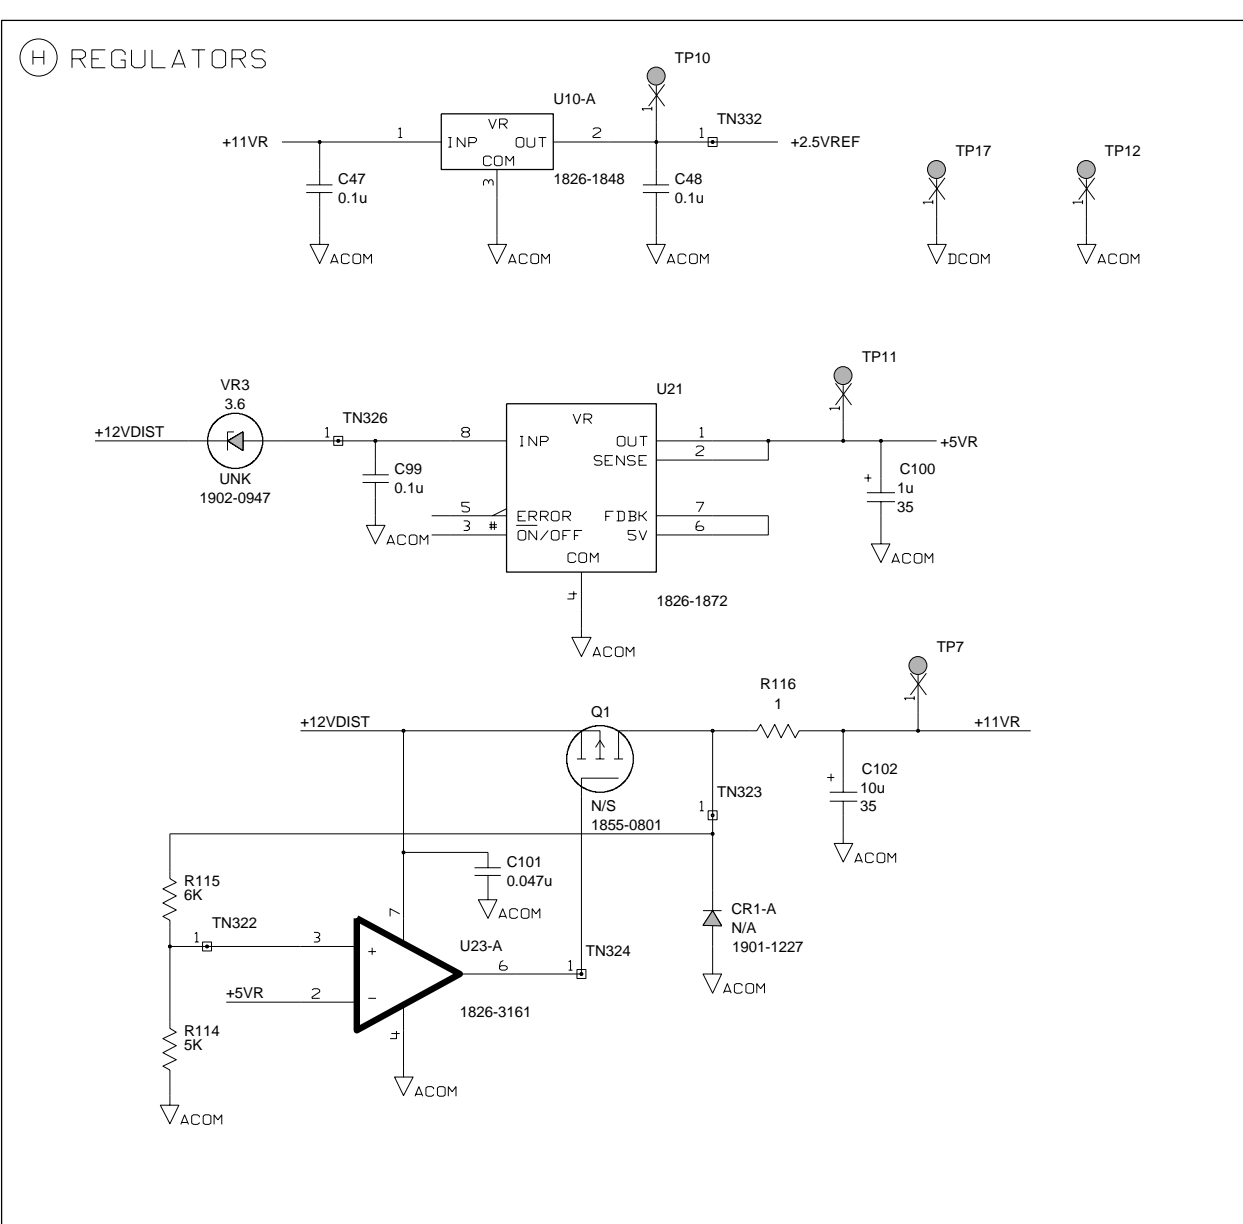 H REGULATORS
TP10
U10-A
VR
+11VR 1 INP OUT 2 1 TN332 +2.5VREF
COM
1826-1848
3
1
C47
0.1u
C48
0.1u
ACOM
ACOM
ACOM
TP17
1
DCOM
TP12
1
ACOM
VR3
3.6
+12VDIST
UNK
1902-0947
TN326
1
C99
0.1u
ACOM
U21
VR
8 INP OUT 1
SENSE 2
5 ERROR FDBK 7
3 # ON/OFF 5V 6
COM
4
1826-1872
ACOM
TP11
1
+5VR
+
C100
1u
35
ACOM
+12VDIST
Q1
N/S
1855-0801
R116
1
TP7
1
+11VR
+
C102
10u
35
ACOM
TN323
1
C101
0.047u
ACOM
R115
6K
TN322
1 3 +
7
U23-A
6
1 TN324
+5VR 2 −
1826-3161
4
ACOM
R114
5K
ACOM
CR1-A
N/A
1901-1227
ACOM